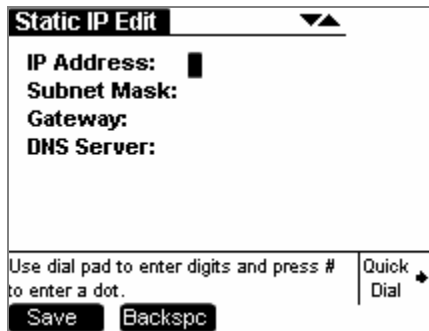 Static IP Edit
IP Address:
Subnet Mask:
Gateway:
DNS Server:
Use dial pad to enter digits and press #
to enter a dot.
Quick
Dial
Save Backspc